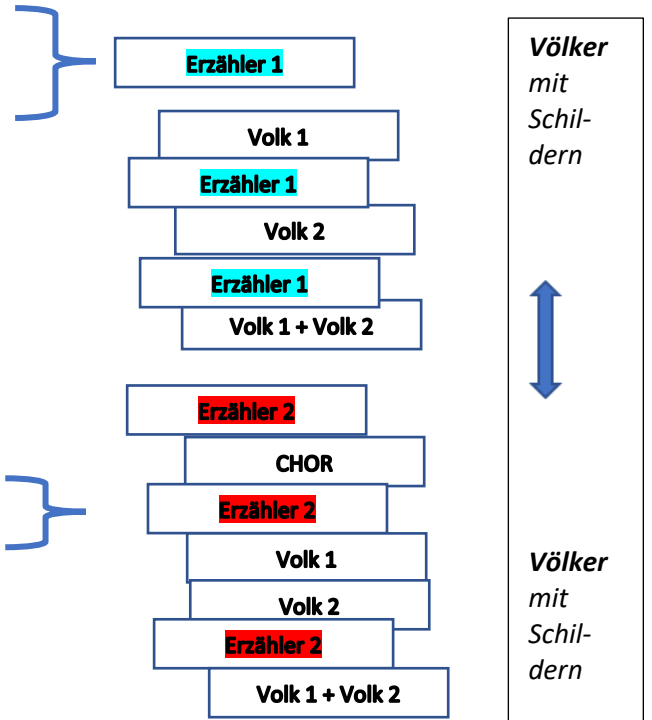 Erzähler 1
Volk 1
Erzähler 1
Volk 2
Erzähler 1
Volk 1 + Volk 2
Erzähler 2
CHOR
Erzähler 2
Volk 1
Volk 2
Erzähler 2
Volk 1 + Volk 2
Völker
mit
Schil-
dern
Völker
mit
Schil-
dern